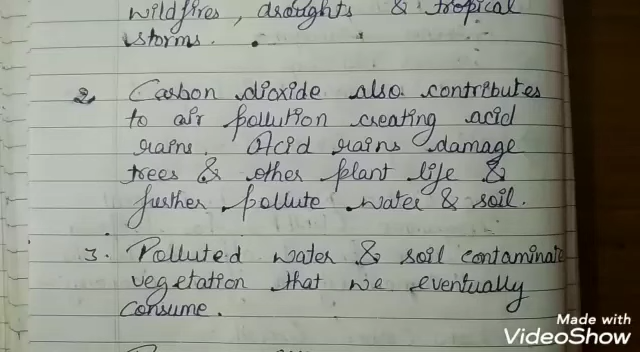 wildfires, droughts & tropical
storms.
2. Carbon dioxide also contributes
to air pollution creating acid
rains. Acid rains damage
trees & other plant life &
further pollute water & soil.
3. Polluted water & soil contaminate
vegetation that we eventually
consume.
Made with
VideoShow